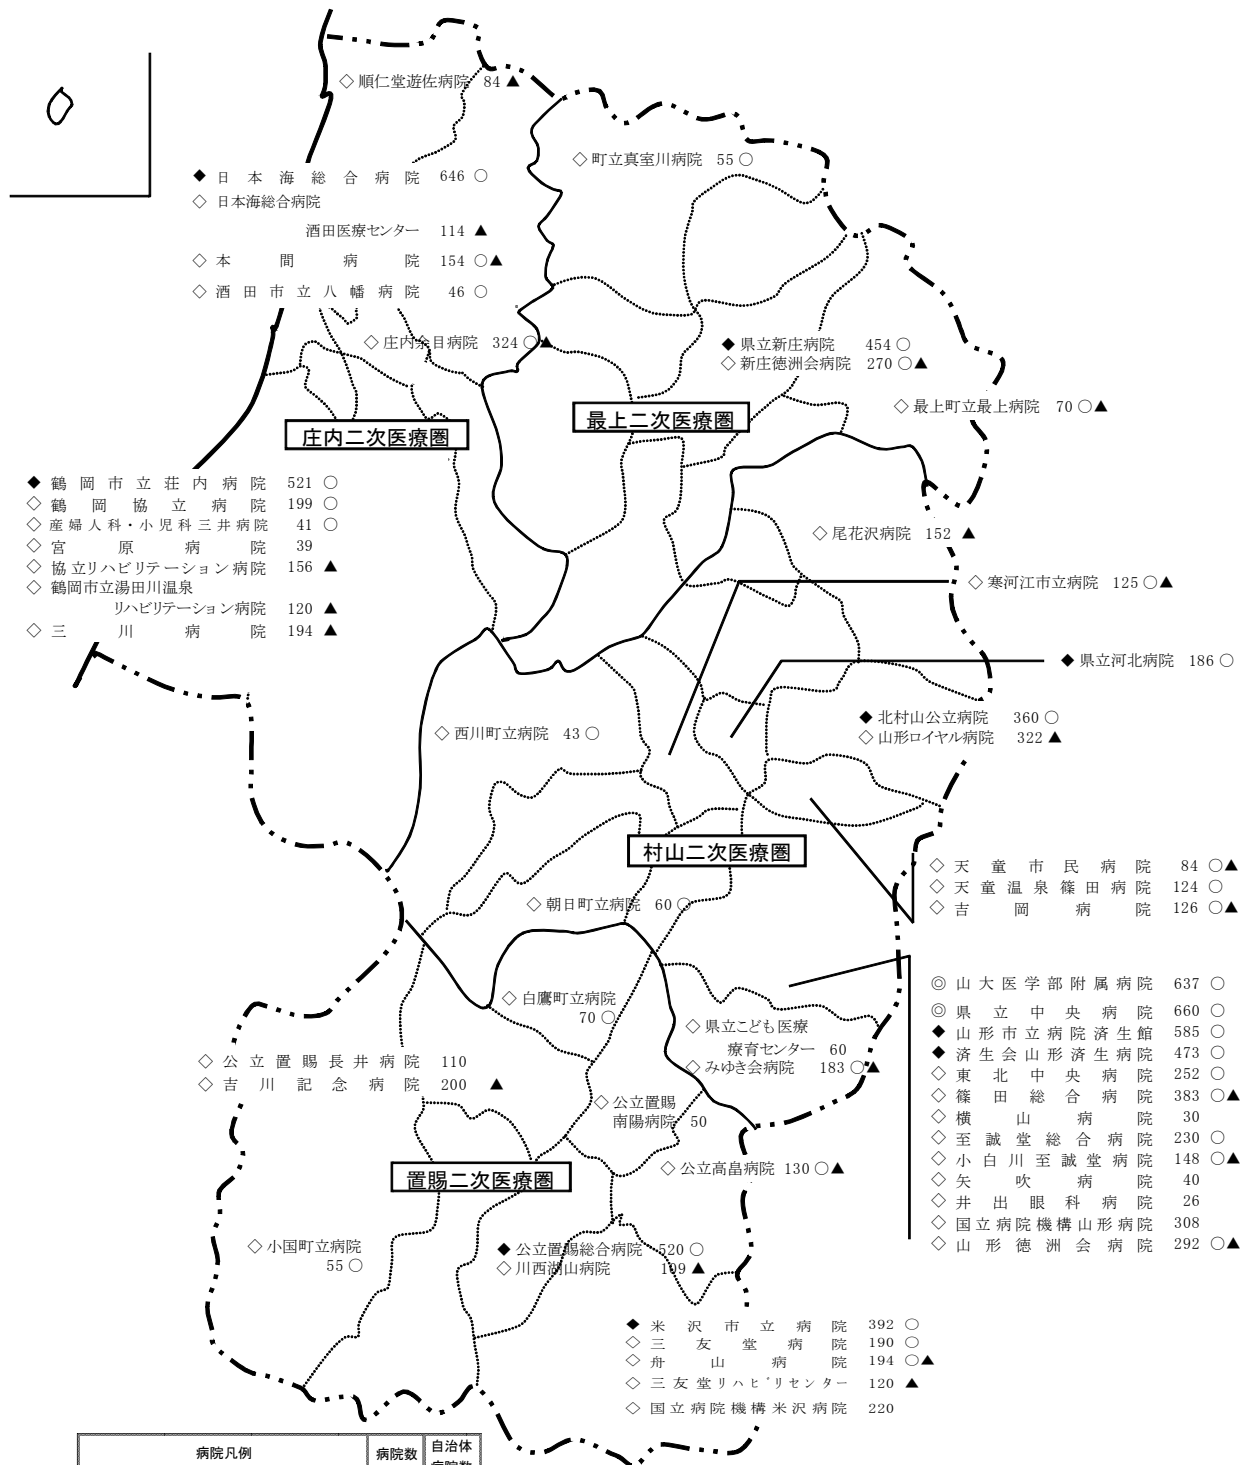 ◇ 順仁堂遊佐病院 84 ▲
◇ 町立真室川病院 55 ○
◆ 日本海総合病院 646 ○
◇ 日本海総合病院
酒田医療センター 114 ▲
◇ 本間病院 154 ○▲
◇ 酒田市立八幡病院 46 ○
◇ 庄内余目病院 324 ○▲
◆ 県立新庄病院 454 ○
◇ 新庄徳洲会病院 270 ○▲
◇ 最上町立最上病院 70 ○▲
庄内二次医療圏
最上二次医療圏
◆ 鶴岡市立荘内病院 521 ○
◇ 鶴岡協立病院 199 ○
◇ 産婦人科・小児科三井病院 41 ○
◇ 宮原病院 39
◇ 協立リハビリテーション病院 156 ▲
◇ 鶴岡市立湯田川温泉
リハビリテーション病院 120 ▲
◇ 三川病院 194 ▲
◇ 尾花沢病院 152 ▲
◇ 寒河江市立病院 125 ○▲
◆ 県立河北病院 186 ○
◆ 北村山公立病院 360 ○
◇ 山形ロイヤル病院 322 ▲
◇ 西川町立病院 43 ○
村山二次医療圏
◇ 天童市民病院 84 ○▲
◇ 天童温泉篠田病院 124 ○
◇ 吉岡病院 126 ○▲
◇ 朝日町立病院 60 ○
◎ 山大医学部附属病院 637 ○
◎ 県立中央病院 660 ○
◆ 山形市立病院済生館 585 ○
◆ 済生会山形済生病院 473 ○
◇ 東北中央病院 252 ○
◇ 篠田総合病院 383 ○▲
◇ 横山病院 30
◇ 至誠堂総合病院 230 ○
◇ 小白川至誠堂病院 148 ○▲
◇ 矢吹病院 40
◇ 井出眼科病院 26
◇ 国立病院機構山形病院 308
◇ 山形徳洲会病院 292 ○▲
◇ 白鷹町立病院
70 ○
◇ 県立こども医療
療育センター 60
◇ みゆき会病院 183 ○▲
◇ 公立置賜長井病院 110
◇ 吉川記念病院 200 ▲
◇ 公立置賜
南陽病院 50
◇ 公立高畠病院 130 ○▲
置賜二次医療圏
◇ 小国町立病院
55 ○
◆ 公立置賜総合病院 520 ○
◇ 川西湖山病院 109 ▲
◆ 米沢市立病院 392 ○
◇ 三友堂病院 190 ○
◇ 舟山病院 194 ○▲
◇ 三友堂リハビリセンター 120 ▲
◇ 国立病院機構米沢病院 220
病院凡例 病院数 自治体
病院数